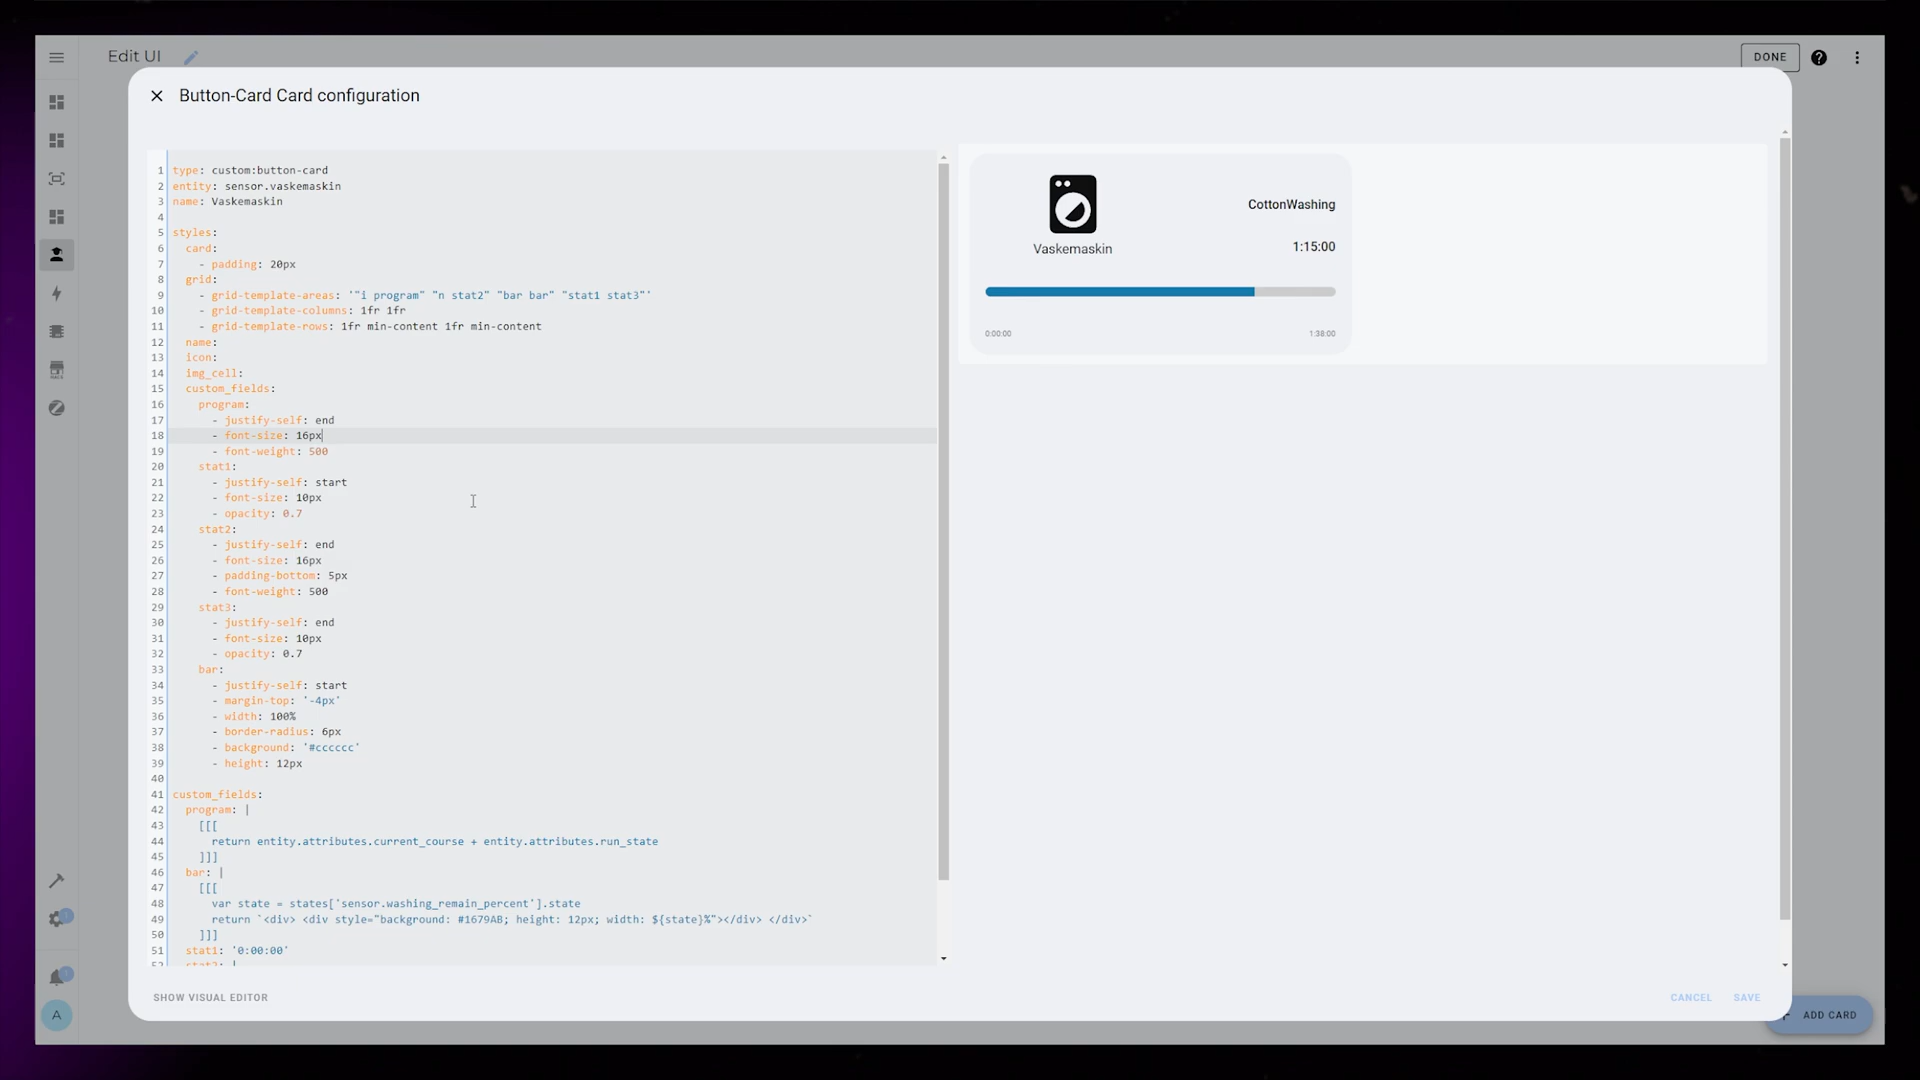 Edit UI
DONE
Button-Card Card configuration
1 type: custom:button-card
2 entity: sensor.vaskemaskin
3 name: Vaskemaskin
4
5 styles:
6 card:
7 - padding: 20px
8 grid:
9 - grid-template-areas: '"i program" "n stat2" "bar bar" "stat1 stat3"'
10 - grid-template-columns: 1fr 1fr
11 - grid-template-rows: 1fr min-content 1fr min-content
12 name:
13 icon:
14 img_cell:
15 custom_fields:
16 program:
17 - justify-self: end
18 - font-size: 16px
19 - font-weight: 500
20 stat1:
21 - justify-self: start
22 - font-size: 10px
23 - opacity: 0.7
24 stat2:
25 - justify-self: end
26 - font-size: 16px
27 - padding-bottom: 5px
28 - font-weight: 500
29 stat3:
30 - justify-self: end
31 - font-size: 10px
32 - opacity: 0.7
33 bar:
34 - justify-self: start
35 - margin-top: '-4px'
36 - width: 100%
37 - border-radius: 6px
38 - background: '#cccccc'
39 - height: 12px
40
41 custom_fields:
42 program: |
43 [[[
44 return entity.attributes.current_course + entity.attributes.run_state
45 ]]]
46 bar: |
47 [[[
48 var state = states['sensor.washing_remain_percent'].state
49 return `<div> <div style="background: #1679AB; height: 12px; width: ${state}%"></div> </div>`
50 ]]]
51 stat1: '0:00:00'
52 stat2: |
CottonWashing
Vaskemaskin
1:15:00
0:00:00
1:38:00
SHOW VISUAL EDITOR
CANCEL
SAVE
A
ADD CARD